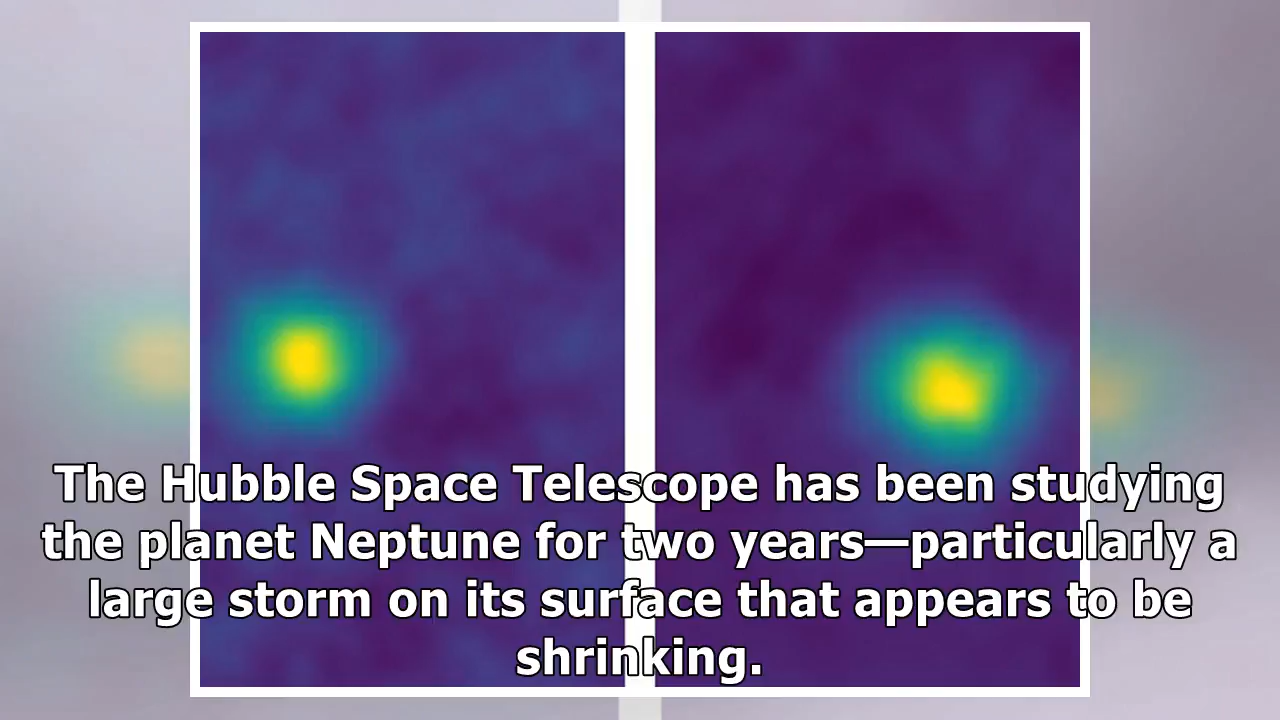 The Hubble Space Telescope has been studying
the planet Neptune for two years—particularly a
large storm on its surface that appears to be
shrinking.